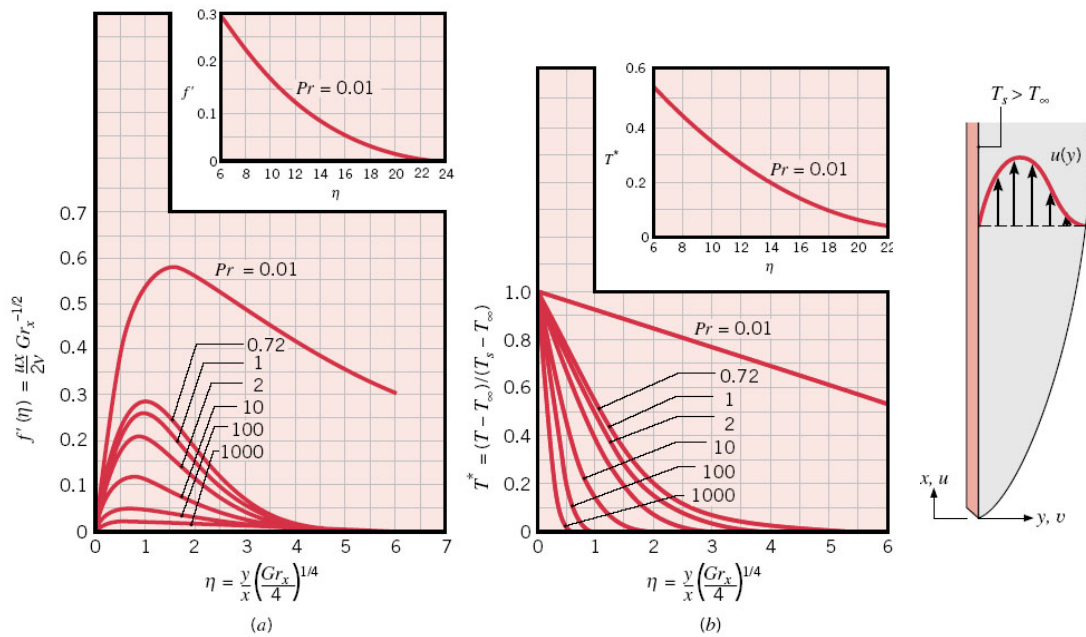 0.3
0.2
f'
Pr = 0.01
0.1
0
6 8 10 12 14 16 18 20 22 24
η
0.7
0.6
Pr = 0.01
0.5
0.4
0.72
1
0.3
2
10
0.2
100
1000
0.1
0
0 1 2 3 4 5 6 7
f'(η) = ux/2ν Gr_x^{-1/2}
η = y/x (Gr_x/4)^{1/4}
(a)
0.6
0.4
T*
Pr = 0.01
0.2
0
6 8 10 12 14 16 18 20 22
η
1.0
Pr = 0.01
0.8
0.72
1
0.6
2
0.4
10
100
0.2
1000
0
0 1 2 3 4 5 6
T* = (T − T∞)/(T_s − T∞)
η = y/x (Gr_x/4)^{1/4}
(b)
T_s > T∞
u(y)
x, u
y, v